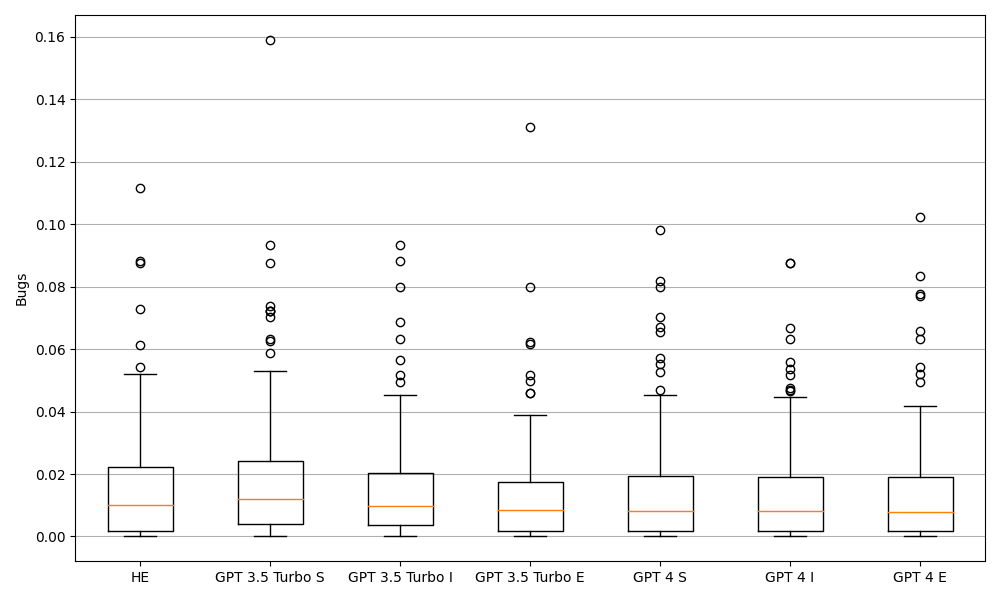 0.16
0.14
0.12
0.10
0.08
0.06
0.04
0.02
0.00
Bugs
HE
GPT 3.5 Turbo S
GPT 3.5 Turbo I
GPT 3.5 Turbo E
GPT 4 S
GPT 4 I
GPT 4 E